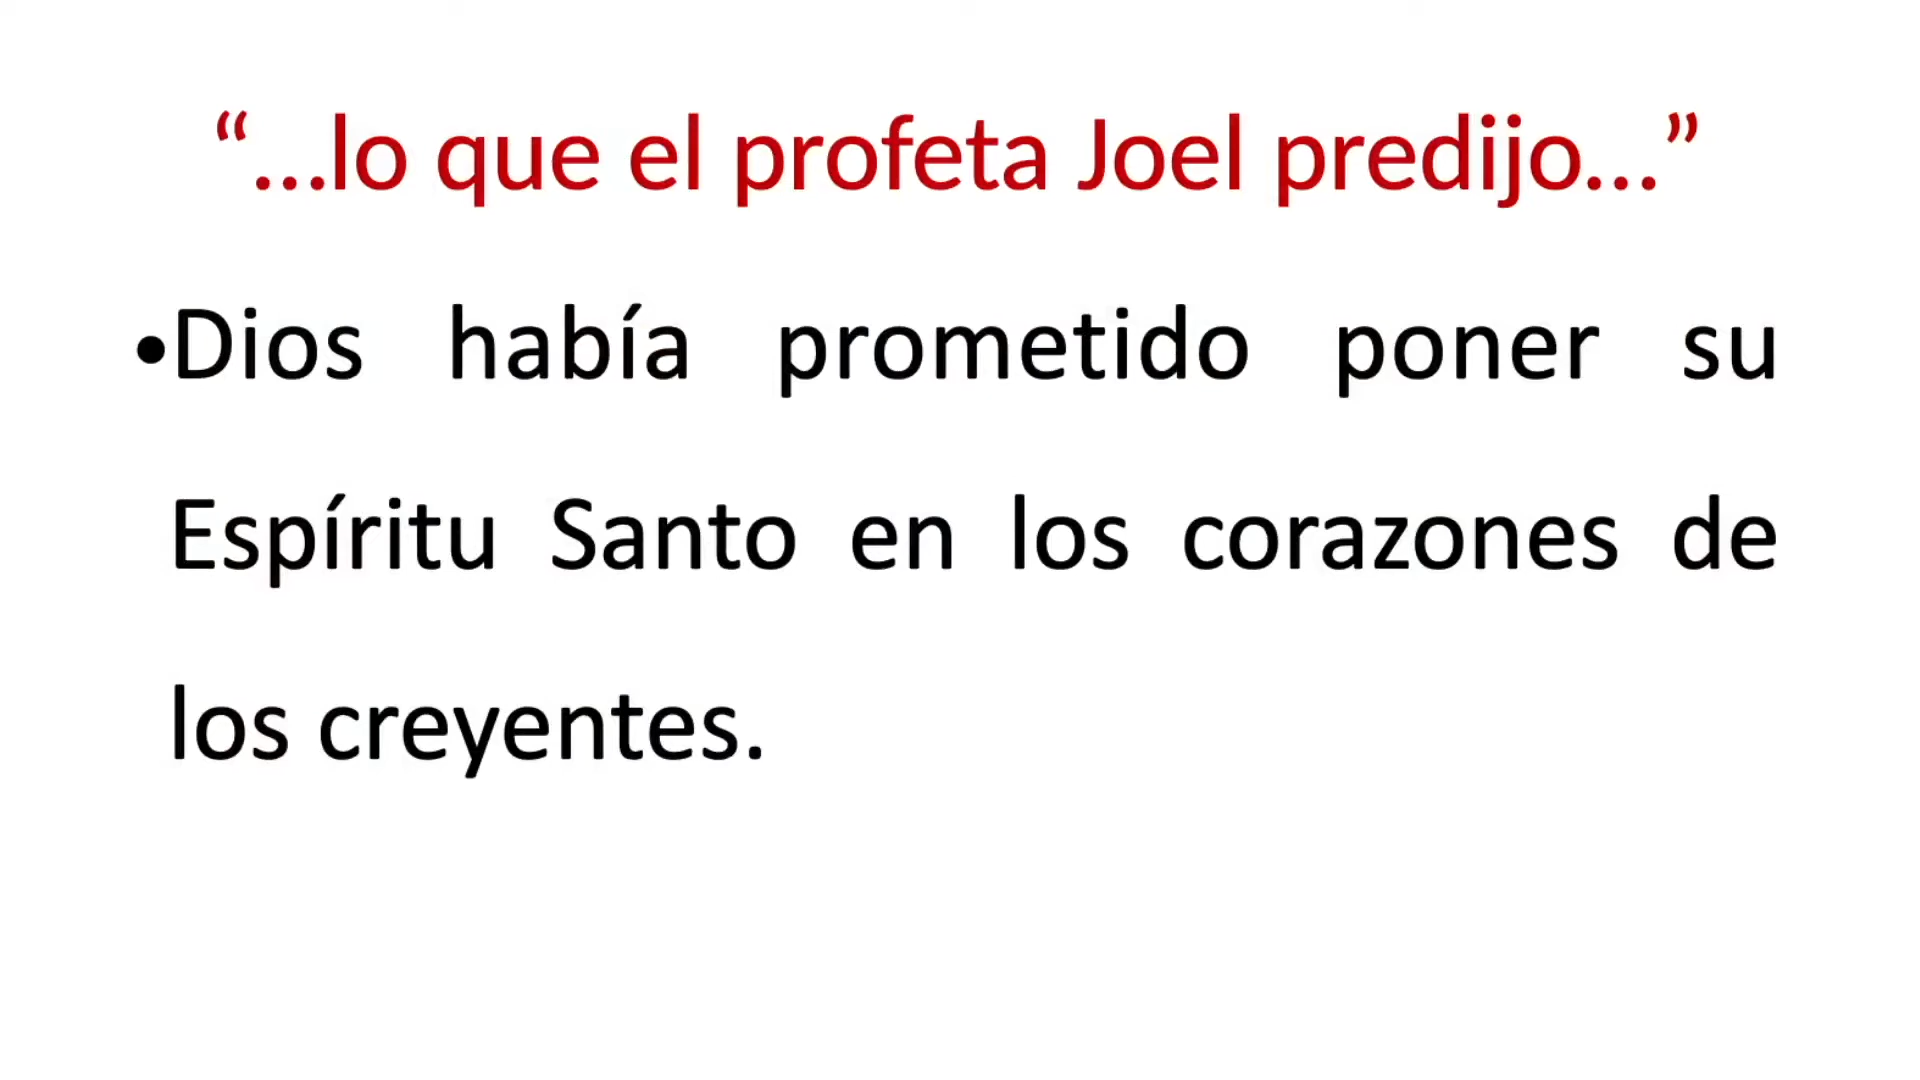 “…lo que el profeta Joel predijo…”
•Dios había prometido poner su
Espíritu Santo en los corazones de
los creyentes.